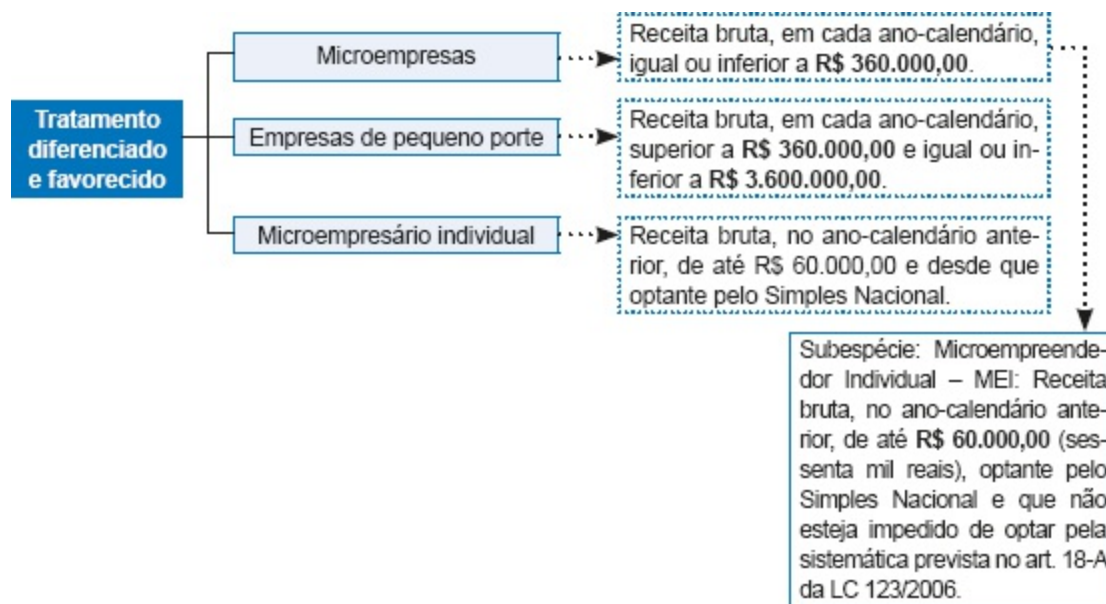 Tratamento
diferenciado
e favorecido
Microempresas
Receita bruta, em cada ano-calendário,
igual ou inferior a R$ 360.000,00.
Empresas de pequeno porte
Receita bruta, em cada ano-calendário,
superior a R$ 360.000,00 e igual ou in-
ferior a R$ 3.600.000,00.
Microempresário individual
Receita bruta, no ano-calendário ante-
rior, de até R$ 60.000,00 e desde que
optante pelo Simples Nacional.
Subespécie: Microempreende-
dor Individual – MEI: Receita
bruta, no ano-calendário ante-
rior, de até R$ 60.000,00 (ses-
senta mil reais), optante pelo
Simples Nacional e que não
esteja impedido de optar pela
sistemática prevista no art. 18-A
da LC 123/2006.